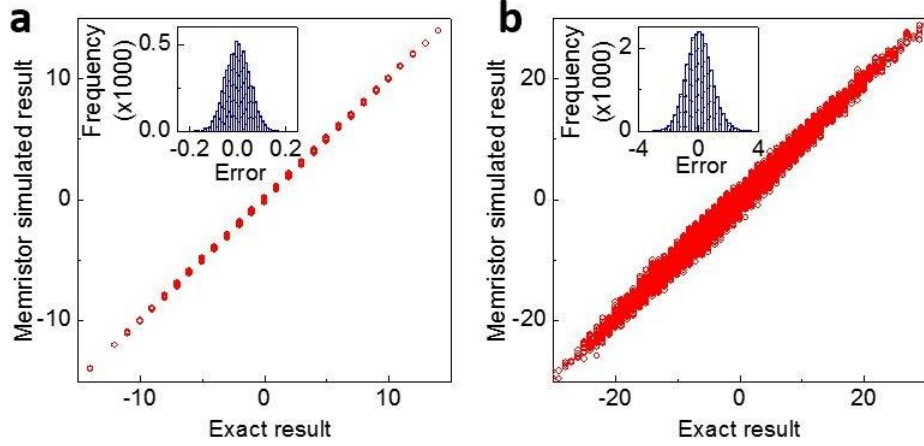 a
Frequency
(x1000)
0.5
0.0
-0.2 0.0 0.2
Error
Memristor simulated result
10
0
-10
-10 0 10
Exact result
b
Frequency
(x1000)
2
0
-4 0 4
Error
Memristor simulated result
20
0
-20
-20 0 20
Exact result